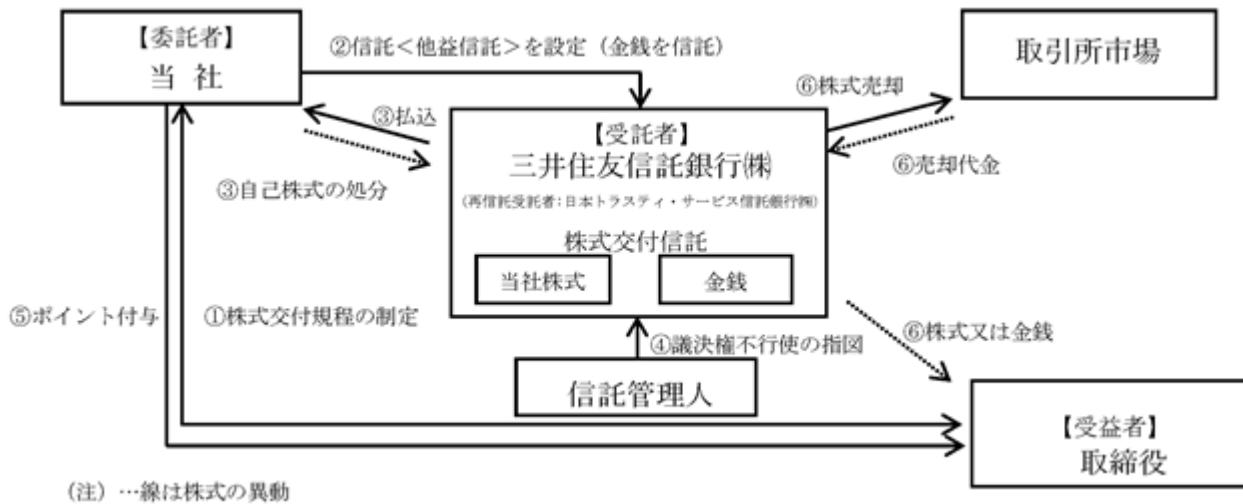 【委託者】
当 社
②信託＜他益信託＞を設定（金銭を信託）
取引所市場
⑥株式売却
⑥売却代金
③払込
③自己株式の処分
【受託者】
三井住友信託銀行㈱
（再信託受託者：日本トラスティ・サービス信託銀行㈱）
株式交付信託
当社株式
金銭
⑤ポイント付与
①株式交付規程の制定
④議決権不行使の指図
⑥株式又は金銭
信託管理人
【受益者】
取締役
（注）…線は株式の異動